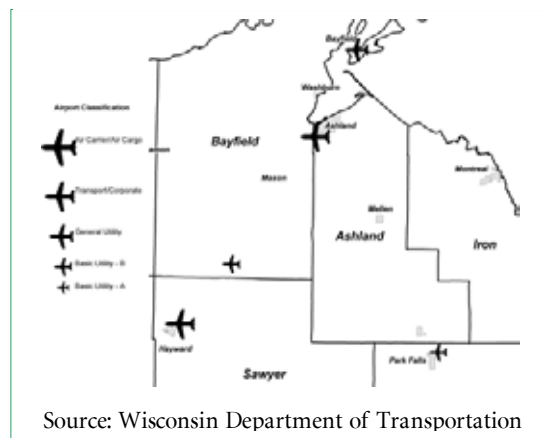 Bayfield
Washburn
Airport Classification
Air Carrier/Air Cargo
Ashland
Bayfield
Montreal
Mason
Transport/Corporate
Mellen
Ashland
Iron
General Utility
Basic Utility - B
Basic Utility - A
Hayward
Park Falls
Sawyer
Source: Wisconsin Department of Transportation